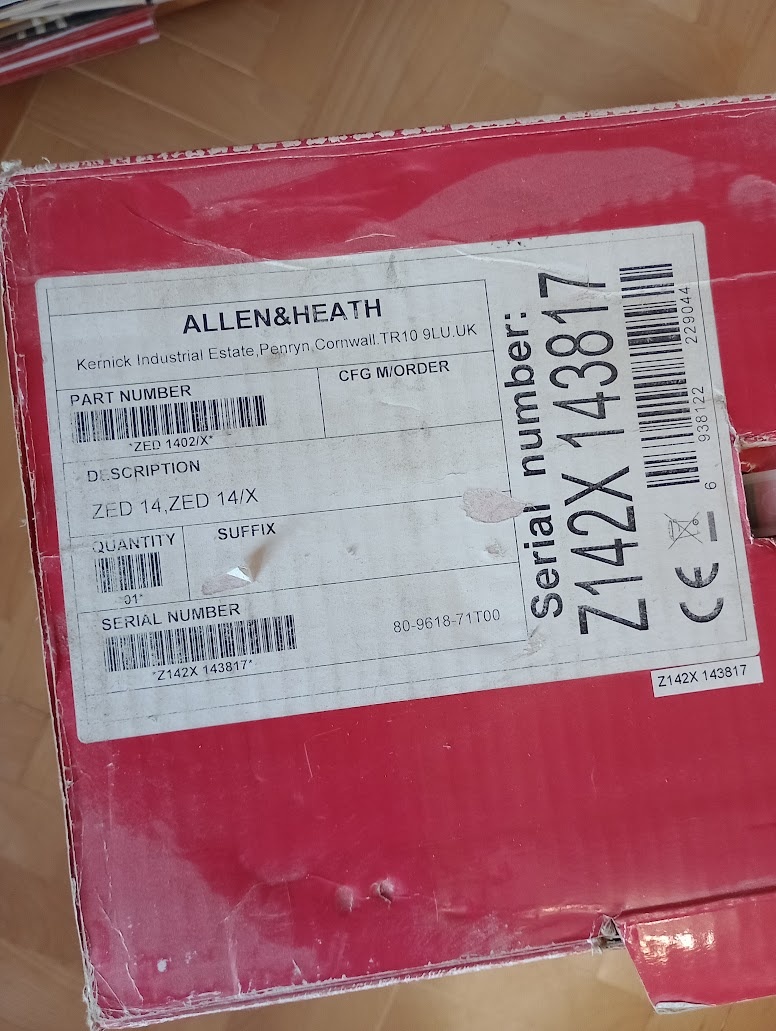 ALLEN&HEATH
Kernick Industrial Estate,Penryn,Cornwall.TR10 9LU.UK
PART NUMBER
*ZED 1402/X*
CFG M/ORDER
DESCRIPTION
ZED 14,ZED 14/X
QUANTITY
01*
SUFFIX
SERIAL NUMBER
*Z142X 143817*
80-9618-71T00
Serial number:
Z142X 143817
6 938122 229044
CE
Z142X 143817